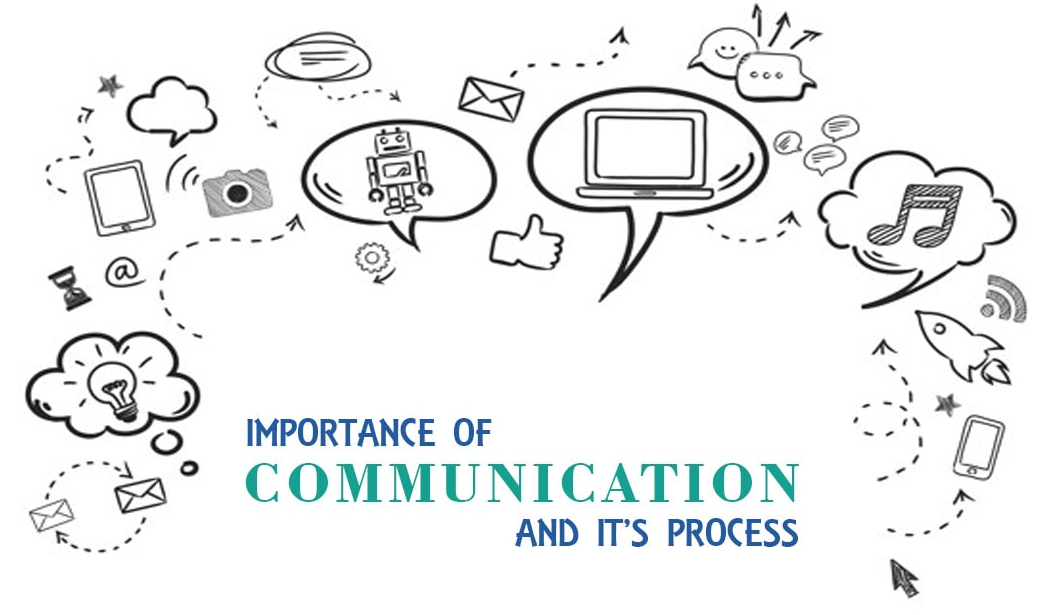 IMPORTANCE OF
COMMUNICATION
AND IT'S PROCESS
@